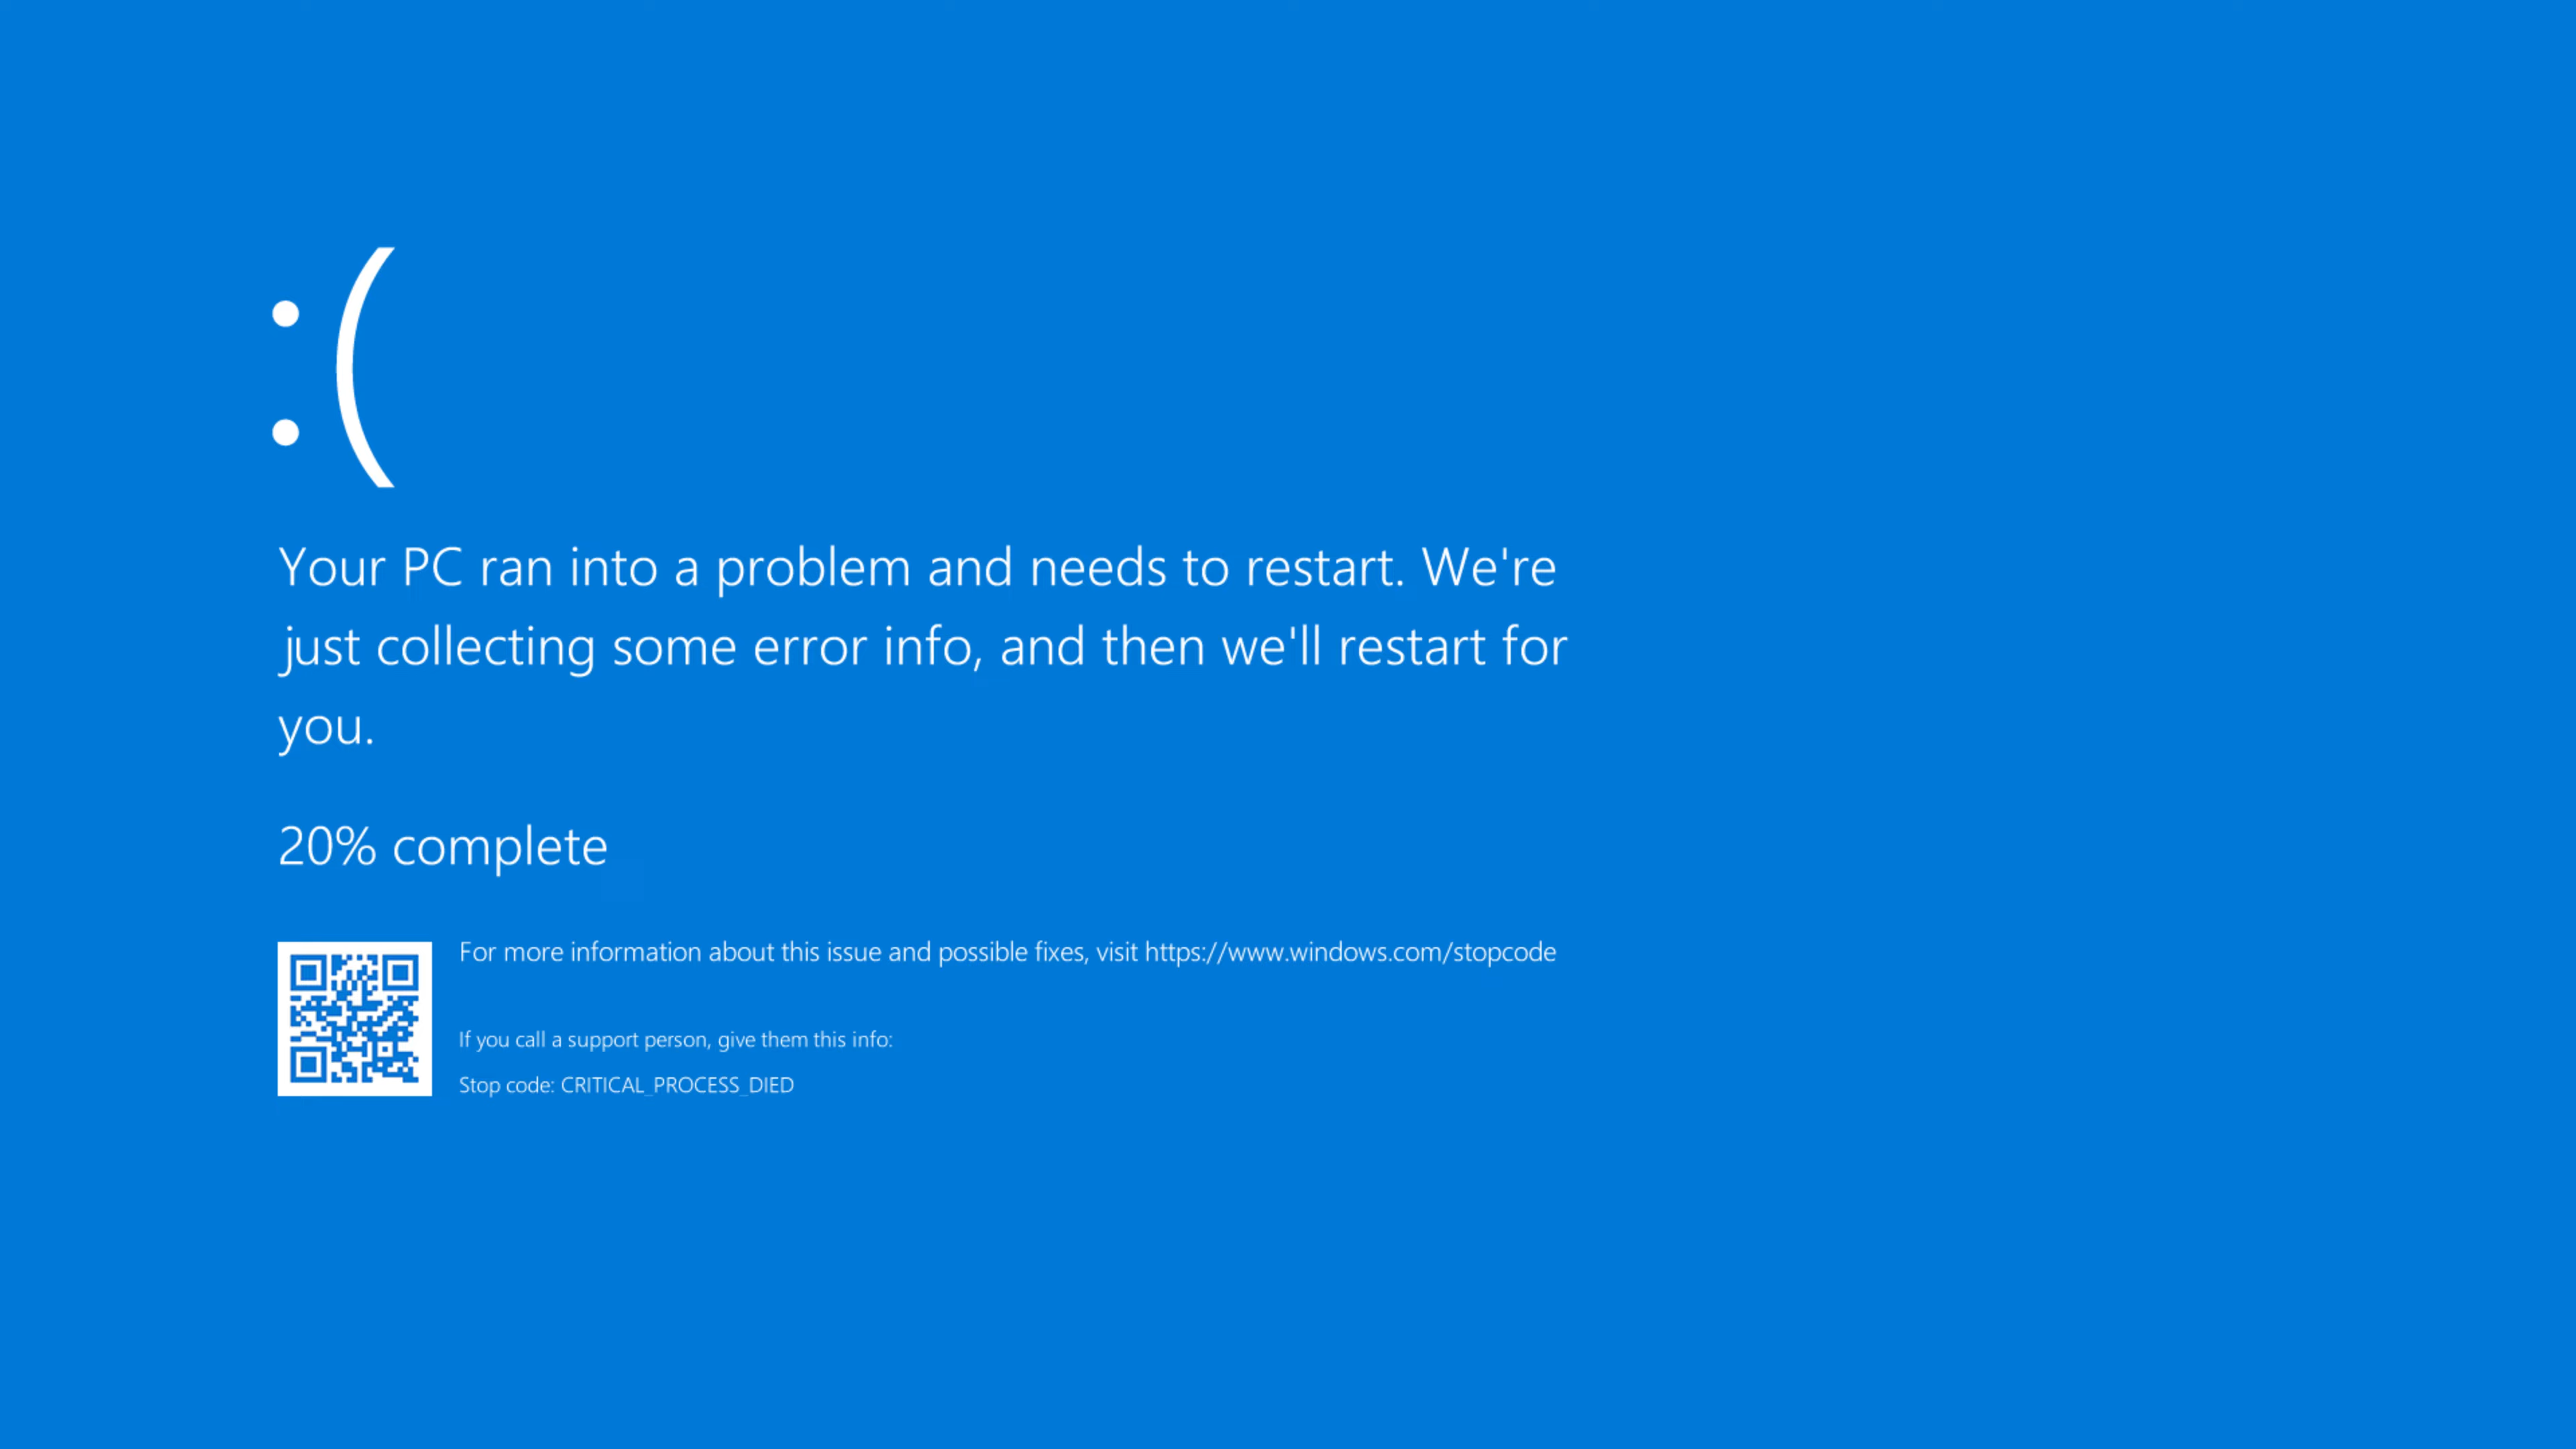 :(
Your PC ran into a problem and needs to restart. We're
just collecting some error info, and then we'll restart for
you.
20% complete
For more information about this issue and possible fixes, visit https://www.windows.com/stopcode
If you call a support person, give them this info:
Stop code: CRITICAL_PROCESS_DIED